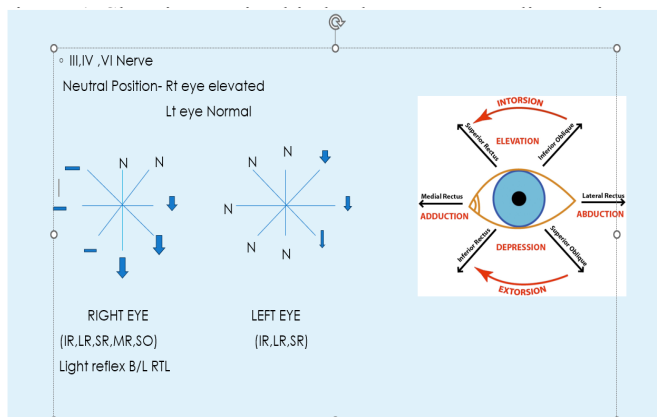 III,IV ,VI Nerve
Neutral Position- Rt eye elevated
Lt eye Normal
N N
N
N
N
N
N
N
RIGHT EYE
(IR,LR,SR,MR,SO)
Light reflex B/L RTL
LEFT EYE
(IR,LR,SR)
INTORSION
ELEVATION
Superior Rectus
Inferior Oblique
Medial Rectus
ADDUCTION
Lateral Rectus
ABDUCTION
Inferior Rectus
DEPRESSION
Superior Oblique
EXTORSION